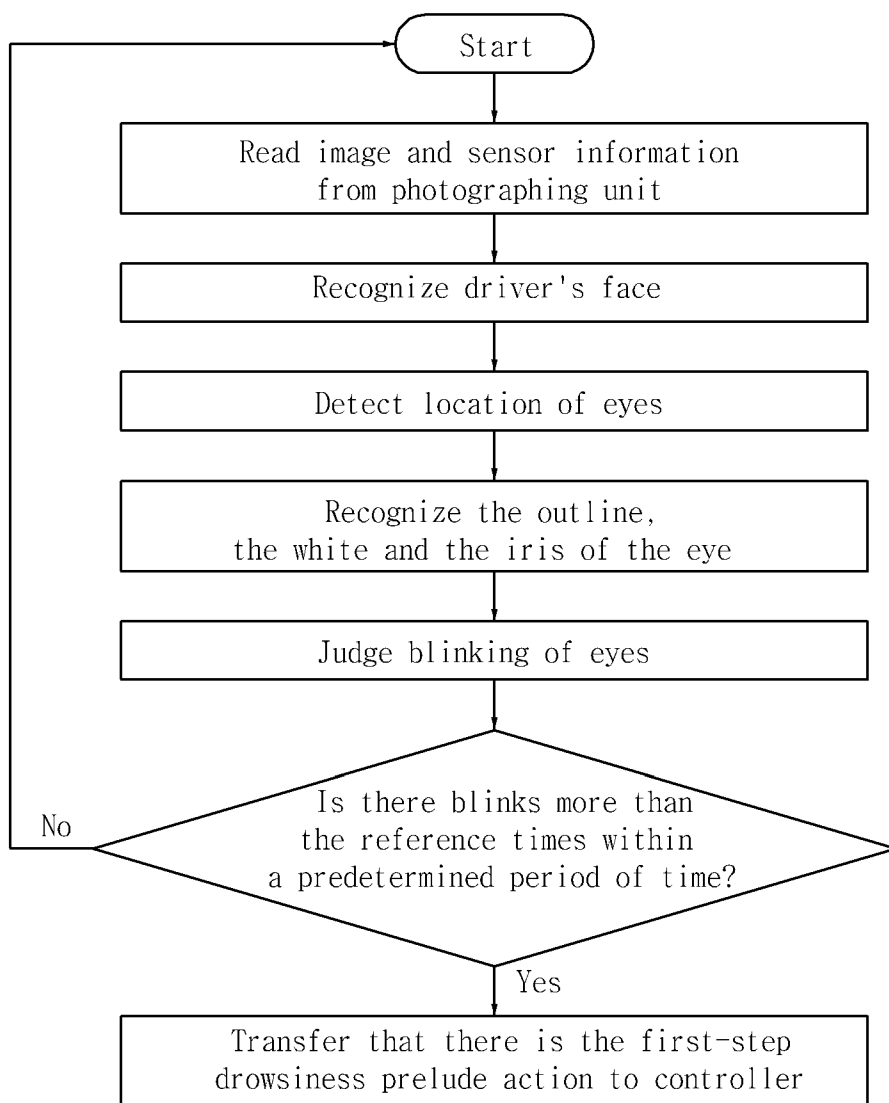 Start
Read image and sensor information
from photographing unit
Recognize driver's face
Detect location of eyes
Recognize the outline,
the white and the iris of the eye
Judge blinking of eyes
Is there blinks more than
the reference times within
a predetermined period of time?
No
Yes
Transfer that there is the first-step
drowsiness prelude action to controller